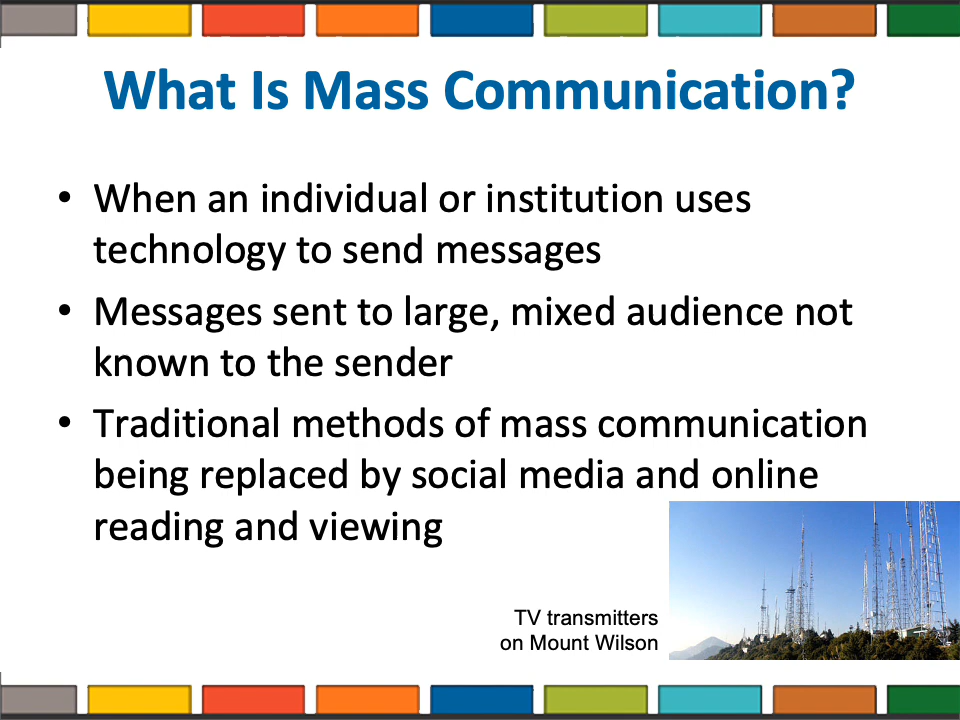 What Is Mass Communication?
• When an individual or institution uses
technology to send messages
• Messages sent to large, mixed audience not
known to the sender
• Traditional methods of mass communication
being replaced by social media and online
reading and viewing
TV transmitters
on Mount Wilson